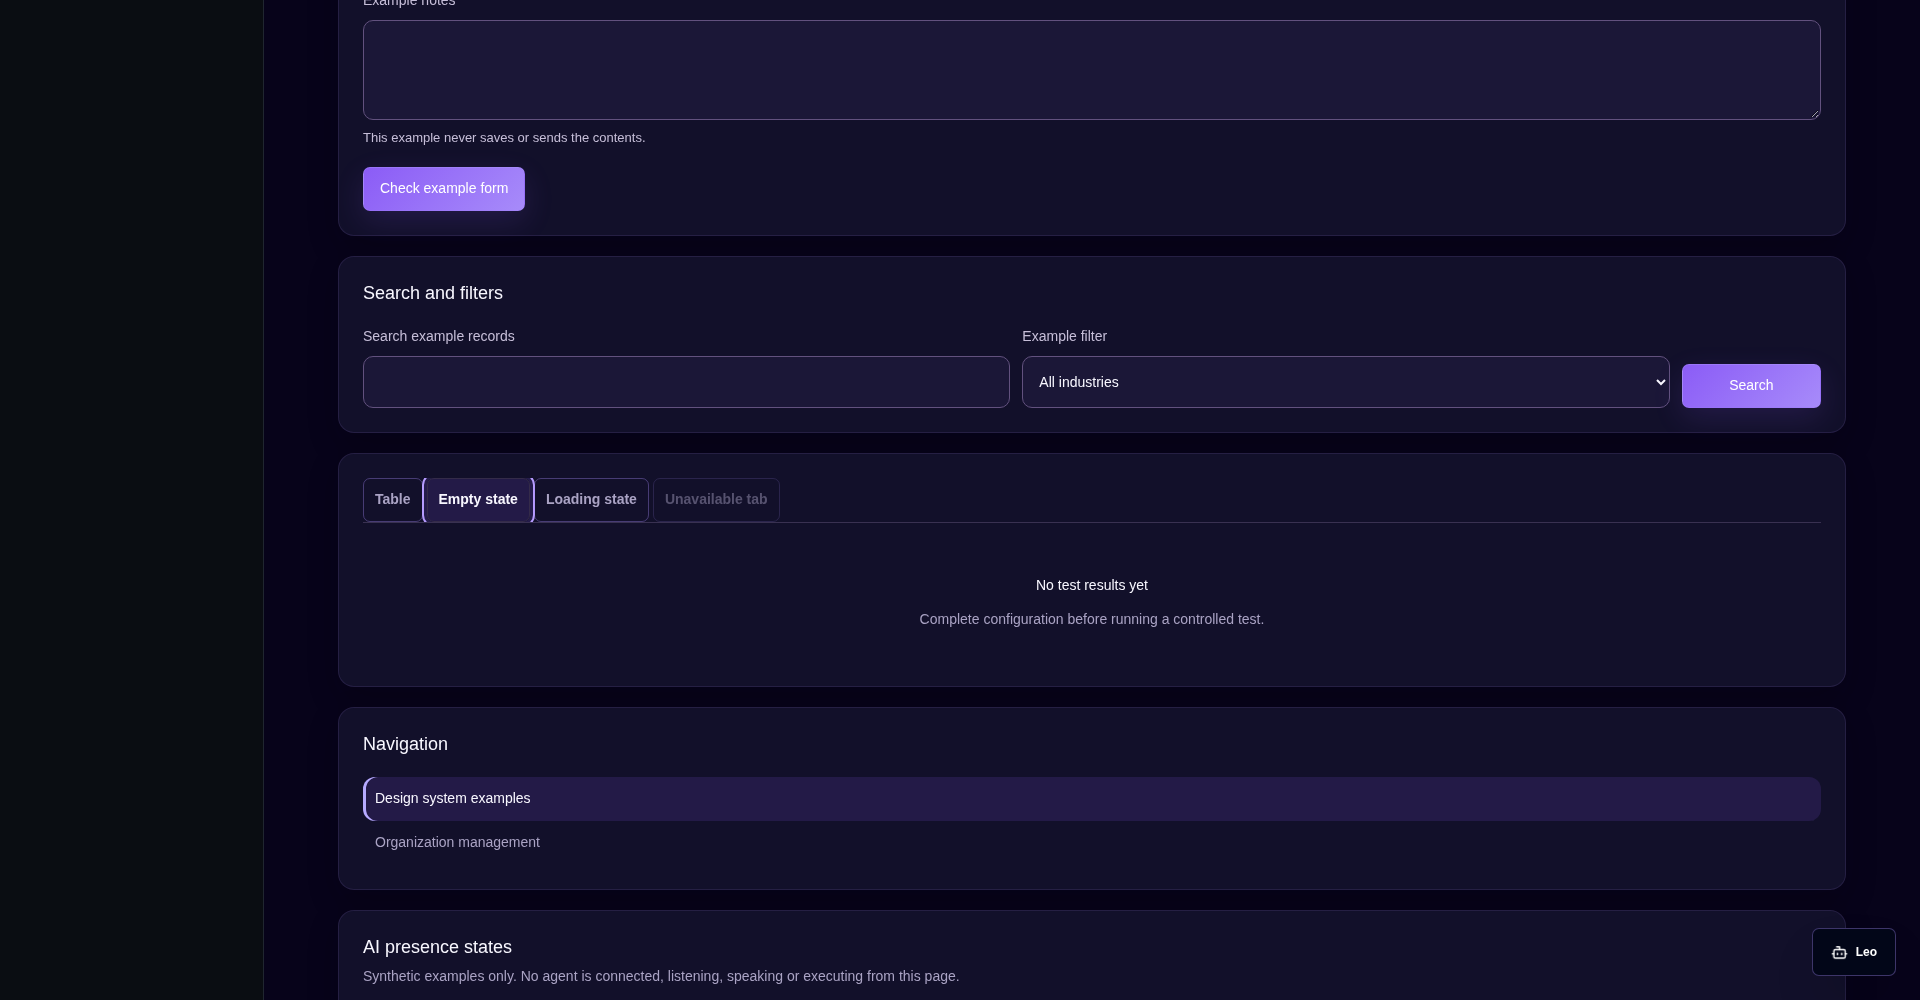 Example notes
This example never saves or sends the contents.
Check example form
Search and filters
Search example records
Example filter
All industries
Search
Table
Empty state
Loading state
Unavailable tab
No test results yet
Complete configuration before running a controlled test.
Navigation
Design system examples
Organization management
AI presence states
Synthetic examples only. No agent is connected, listening, speaking or executing from this page.
Leo